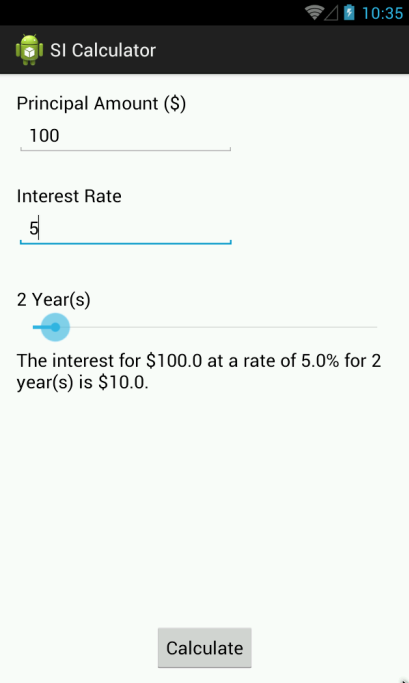 10:35
SI Calculator
Principal Amount ($)
100
Interest Rate
5
2 Year(s)
The interest for $100.0 at a rate of 5.0% for 2
year(s) is $10.0.
Calculate